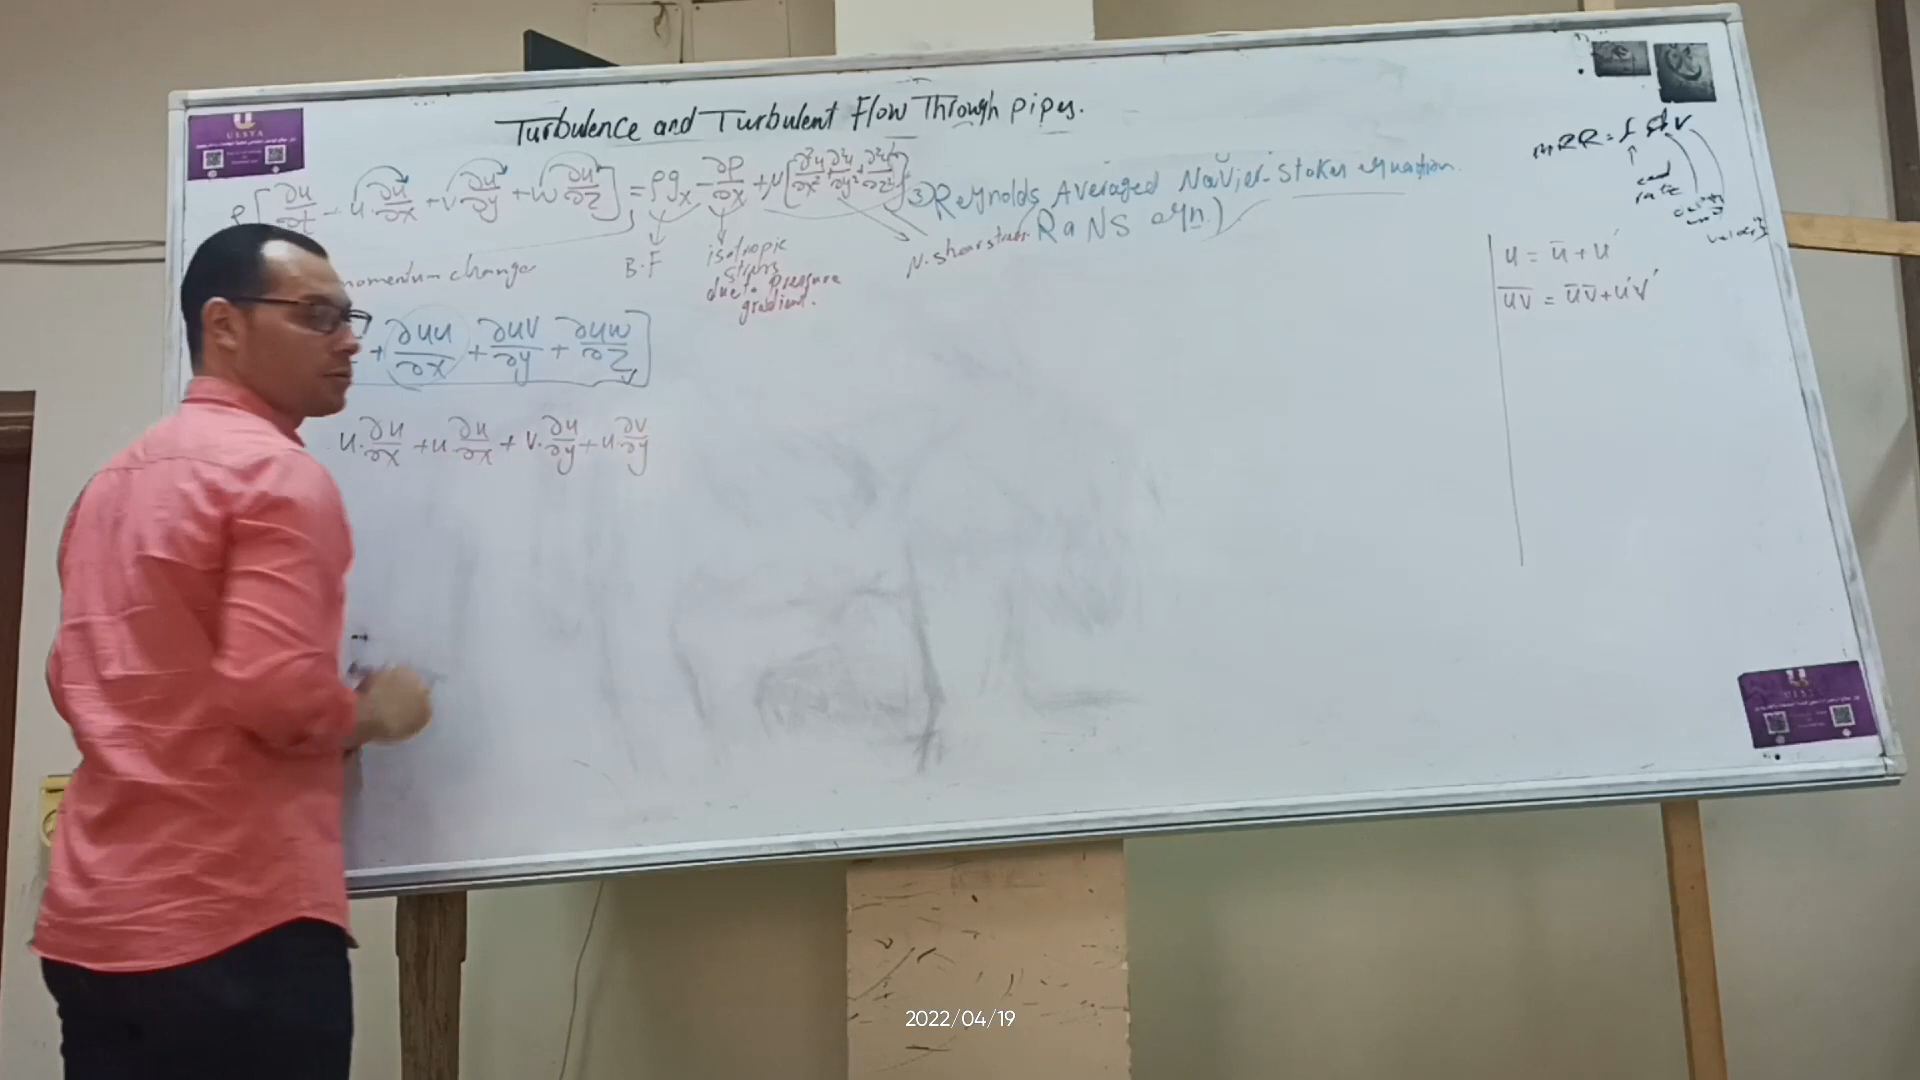 Turbulence and Turbulent Flow Through pipes.
ULSTA
ρ[∂u/∂t + u ∂u/∂x + v ∂u/∂y + w ∂u/∂z] = ρg_x - ∂P/∂x + μ[∂²u/∂x² + ∂²u/∂y² + ∂²u/∂z²]
3) Reynolds Averaged Navier-Stokes equation.
RaNS eqn.)
momentum change
B.F
isotropic
stress
due to pressure
gradient.
N. shear stress
+ ∂uu/∂x + ∂uv/∂y + ∂uw/∂z]
u.∂u/∂x + u ∂u/∂x + v.∂u/∂y + u.∂v/∂y
mRR =
u = ū + u′
u̅v̅ = ūv̄ + u′v′
ULSTA
2022/04/19